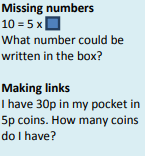 Missing numbers
10 = 5 x
What number could be
written in the box?
Making links
I have 30p in my pocket in
5p coins. How many coins
do I have?